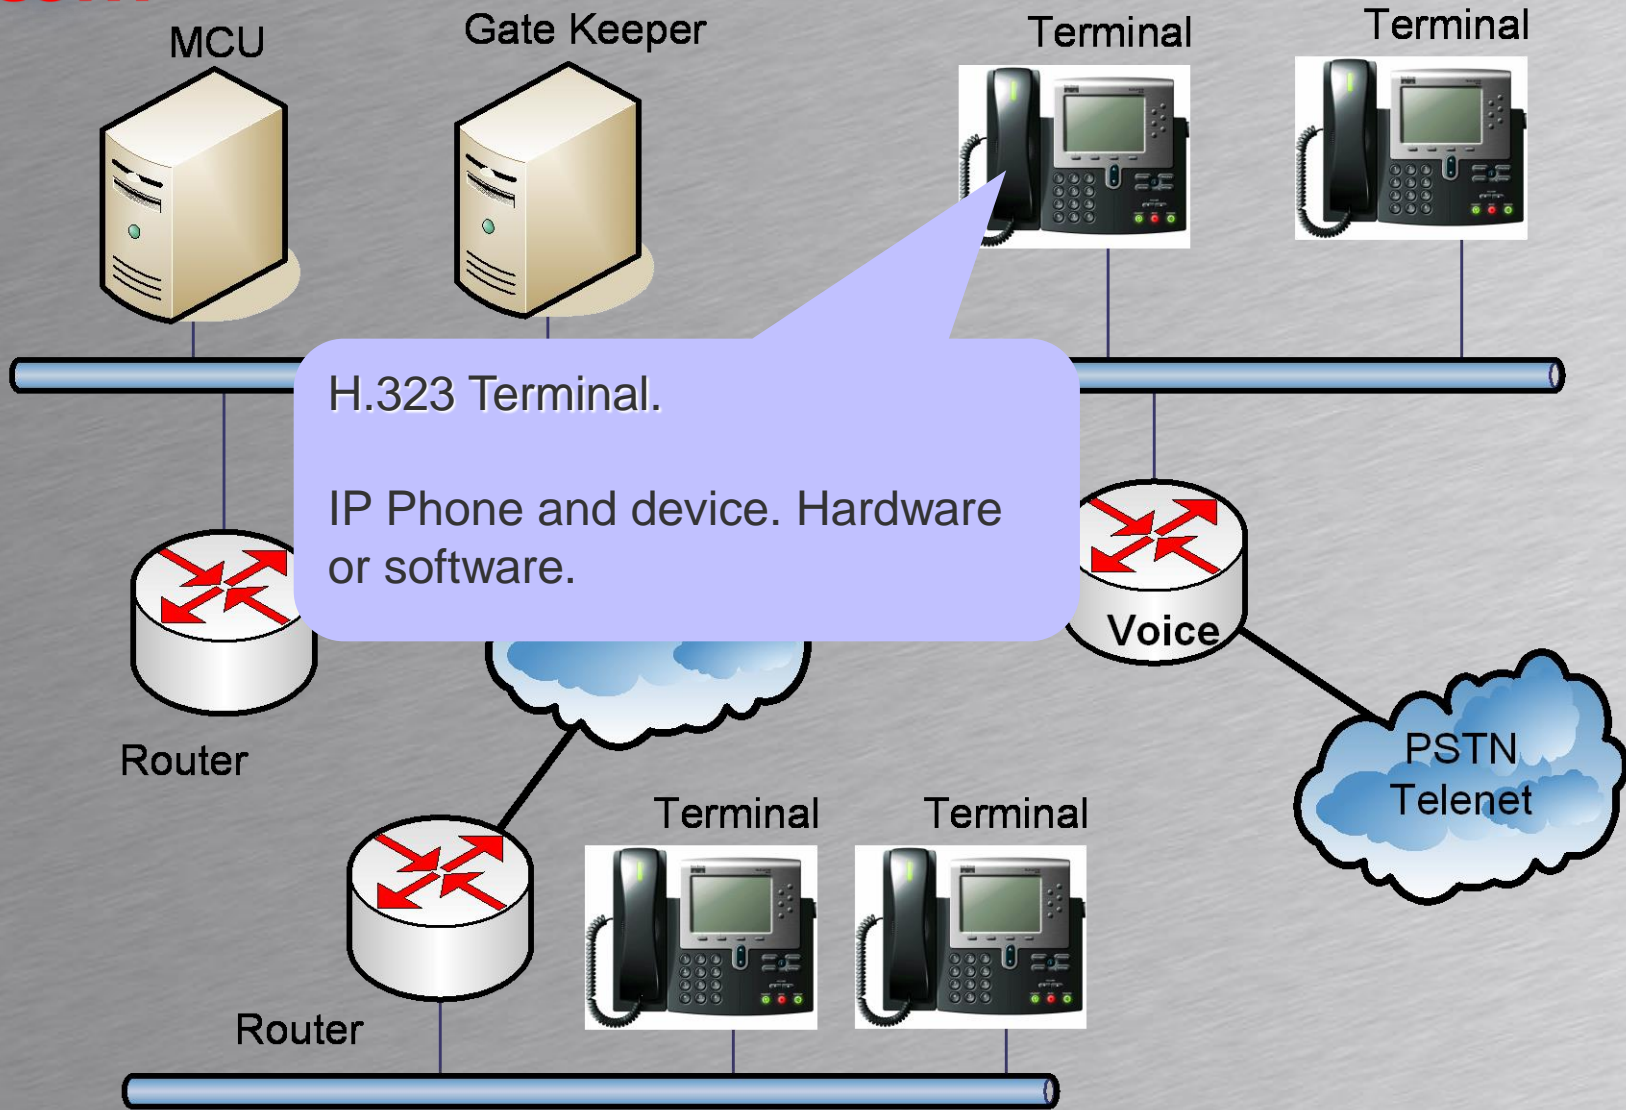 MCU
Gate Keeper
Terminal
Terminal
H.323 Terminal.
IP Phone and device. Hardware
or software.
Voice
Router
PSTN
Telenet
Terminal
Terminal
Router